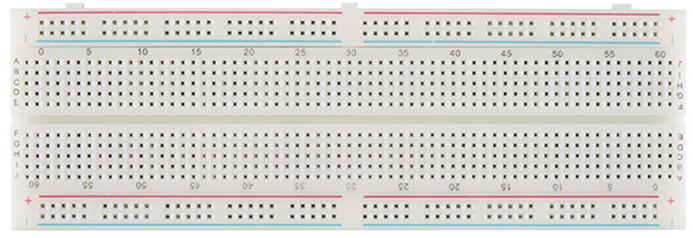 + +
- -
0 5 10 15 20 25 30 35 40 45 50 55 60
A J
B I
C H
D G
E F
F E
G D
H C
I B
J A
60 55 50 45 40 35 30 25 20 15 10 5 0
+ +
- -